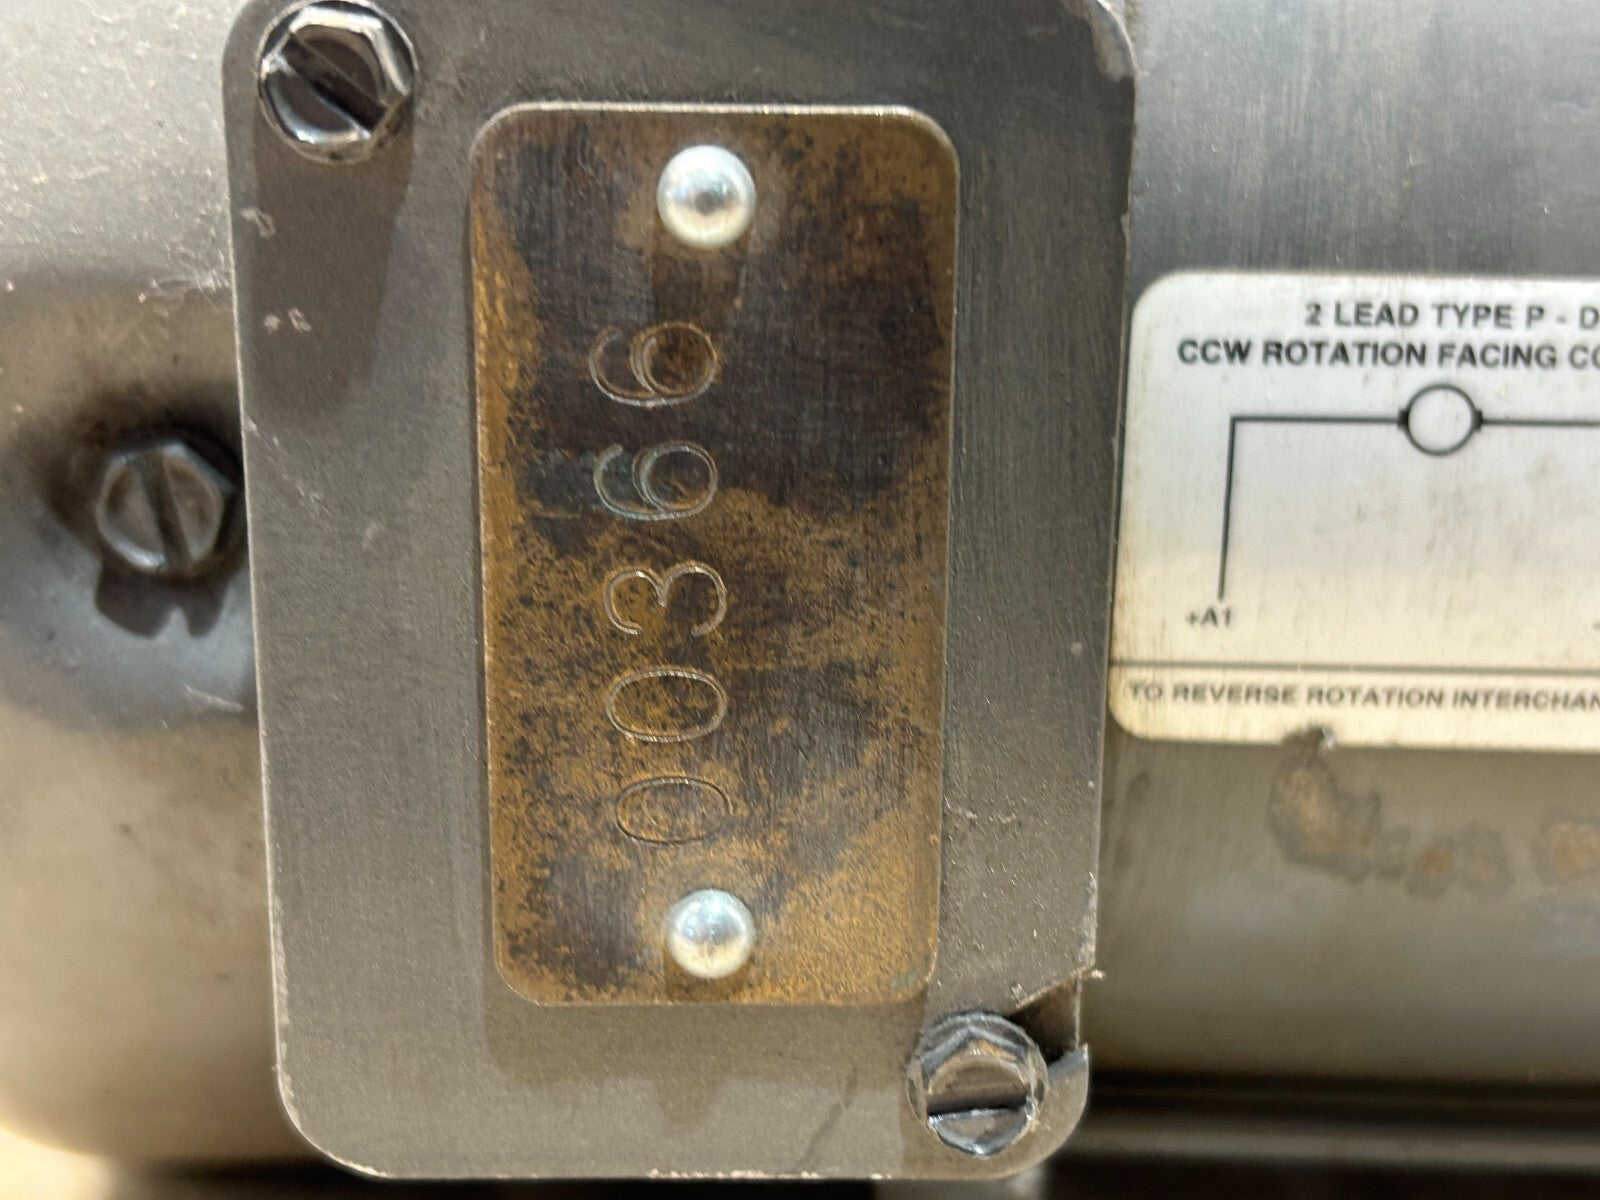 00366
2 LEAD TYPE P - D
CCW ROTATION FACING CO
+A1
TO REVERSE ROTATION INTERCHAN